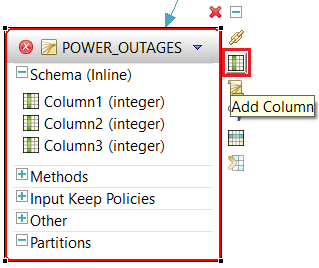 POWER_OUTAGES
Schema (Inline)
Column1 (integer)
Column2 (integer)
Column3 (integer)
Methods
Input Keep Policies
Other
Partitions
Add Column